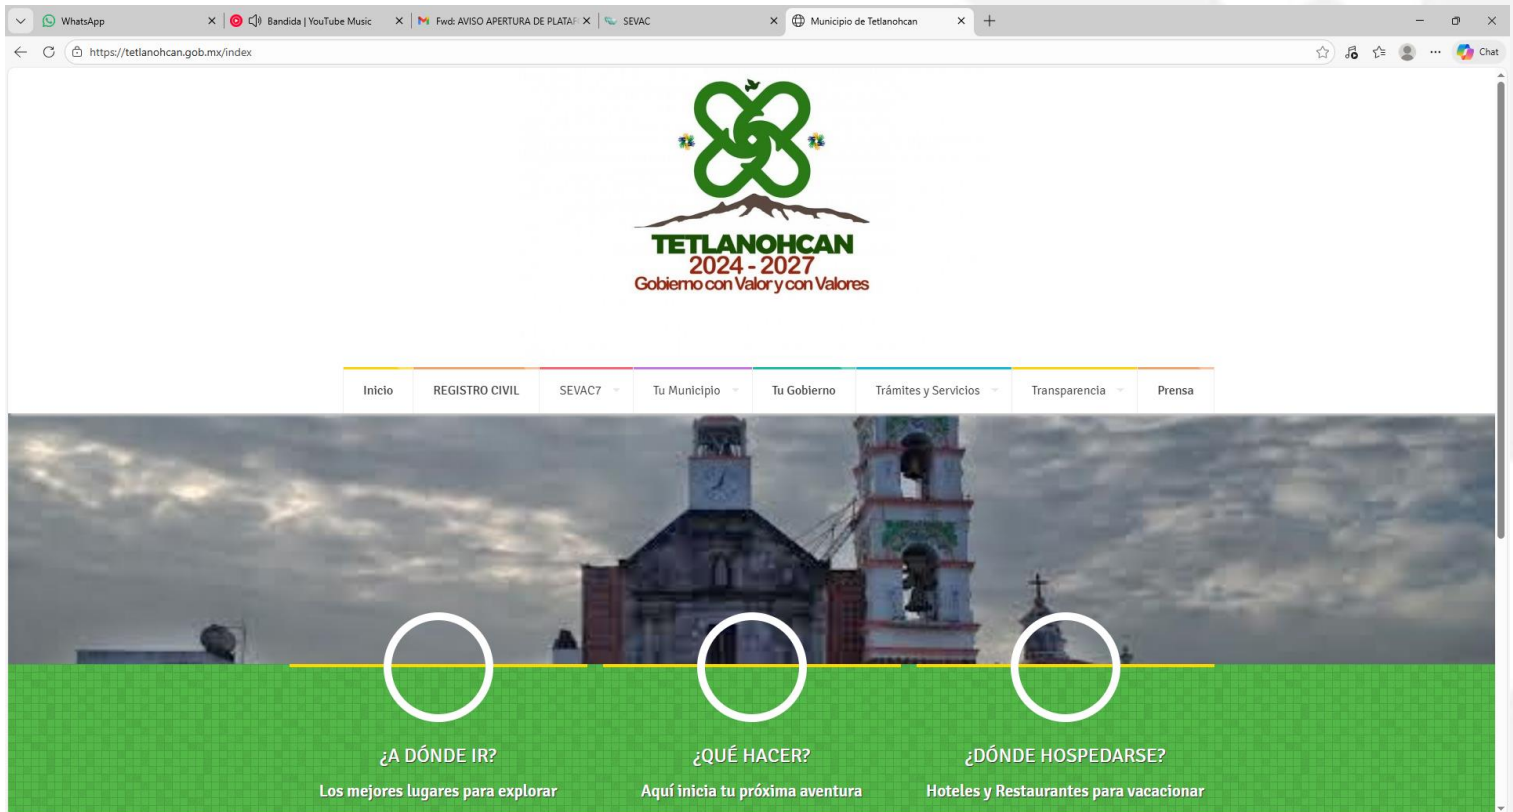 WhatsApp
Bandida | YouTube Music
Fwd: AVISO APERTURA DE PLATAF
SEVAC
Municipio de Tetlanohcan
https://tetlanohcan.gob.mx/index
Chat
TETLANOHCAN
2024 - 2027
Gobierno con Valor y con Valores
Inicio REGISTRO CIVIL SEVAC7 Tu Municipio Tu Gobierno Trámites y Servicios Transparencia Prensa
¿A DÓNDE IR? ¿QUÉ HACER? ¿DÓNDE HOSPEDARSE?
Los mejores lugares para explorar Aquí inicia tu próxima aventura Hoteles y Restaurantes para vacacionar